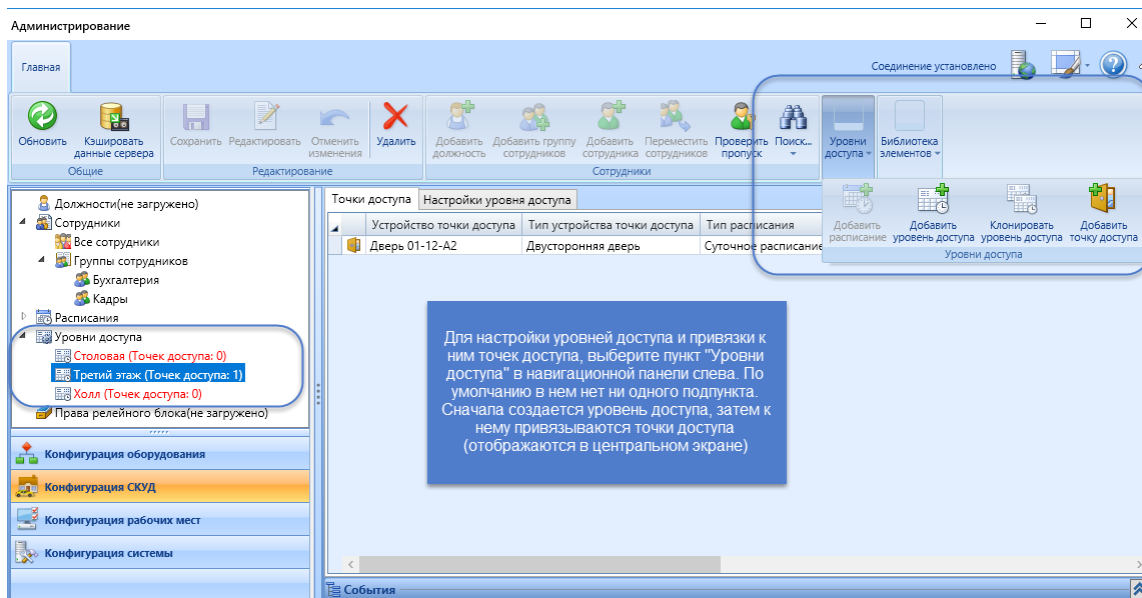 Администрирование
Главная
Соединение установлено
Обновить
Кэшировать
данные сервера
Сохранить
Редактировать
Отменить
изменения
Удалить
Добавить
должность
Добавить группу
сотрудников
Добавить
сотрудника
Переместить
сотрудников
Проверить
пропуск
Поиск...
Уровни
доступа
Библиотека
элементов
Общие
Редактирование
Сотрудники
Добавить
расписание
Добавить
уровень доступа
Клонировать
уровень доступа
Добавить
точку доступа
Уровни доступа
Должности(не загружено)
Сотрудники
Все сотрудники
Группы сотрудников
Бухгалтерия
Кадры
Расписания
Уровни доступа
Столовая (Точек доступа: 0)
Третий этаж (Точек доступа: 1)
Холл (Точек доступа: 0)
Права релейного блока(не загружено)
Конфигурация оборудования
Конфигурация СКУД
Конфигурация рабочих мест
Конфигурация системы
Точки доступа
Настройки уровня доступа
Устройство точки доступа
Тип устройства точки доступа
Тип расписания
Дверь 01-12-А2
Двусторонняя дверь
Суточное расписание
Для настройки уровней доступа и привязки к
ним точек доступа, выберите пункт "Уровни
доступа" в навигационной панели слева. По
умолчанию в нем нет ни одного подпункта.
Сначала создается уровень доступа, затем к
нему привязываются точки доступа
(отображаются в центральном экране)
События